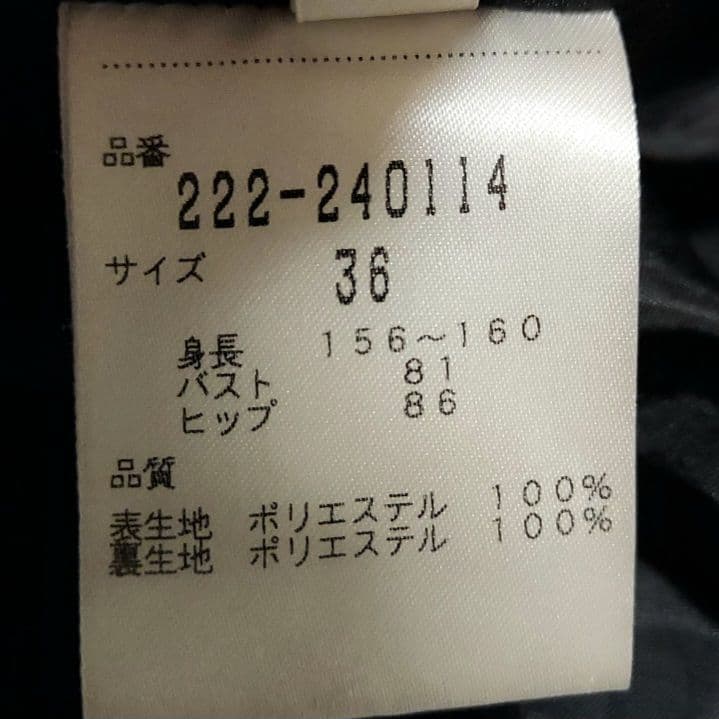 品番
222-240114
サイズ 36
身長 156～160
バスト 81
ヒップ 86
品質
表生地 ポリエステル 100%
裏生地 ポリエステル 100%